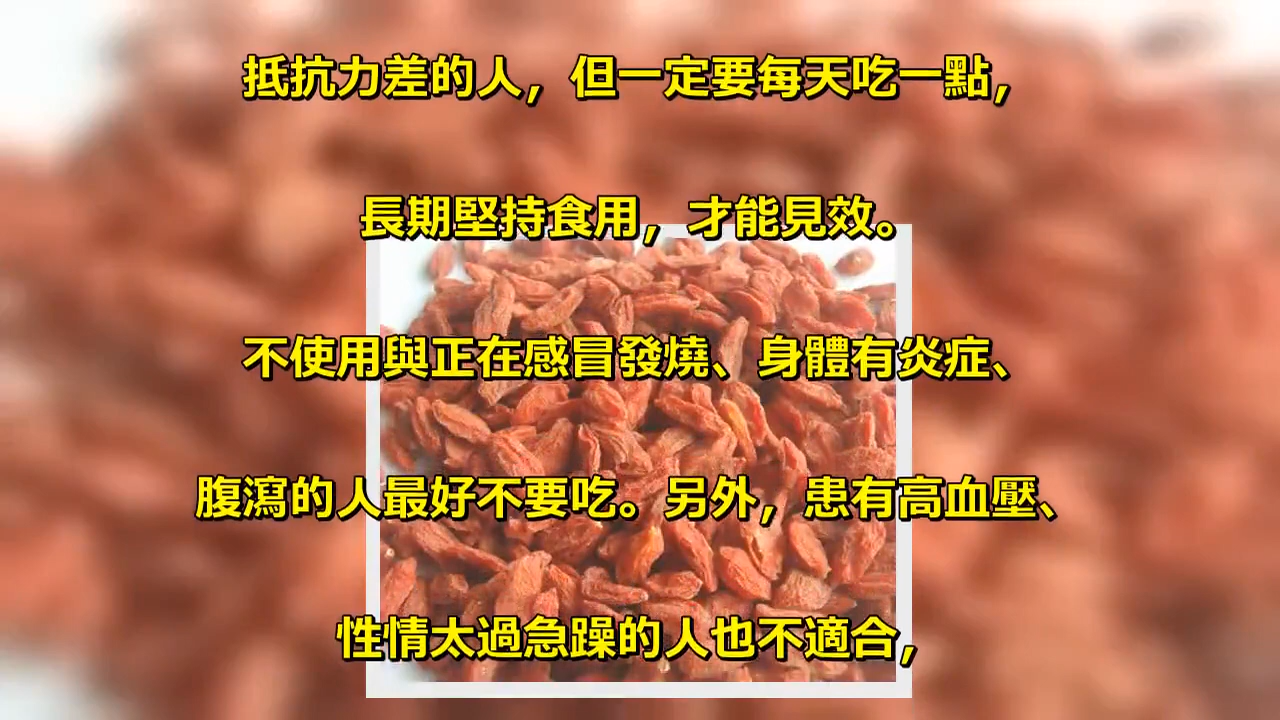 抵抗力差的人，但一定要每天吃一點，
長期堅持食用，才能見效。
不使用與正在感冒發燒、身體有炎症、
腹瀉的人最好不要吃。另外，患有高血壓、
性情太過急躁的人也不適合，